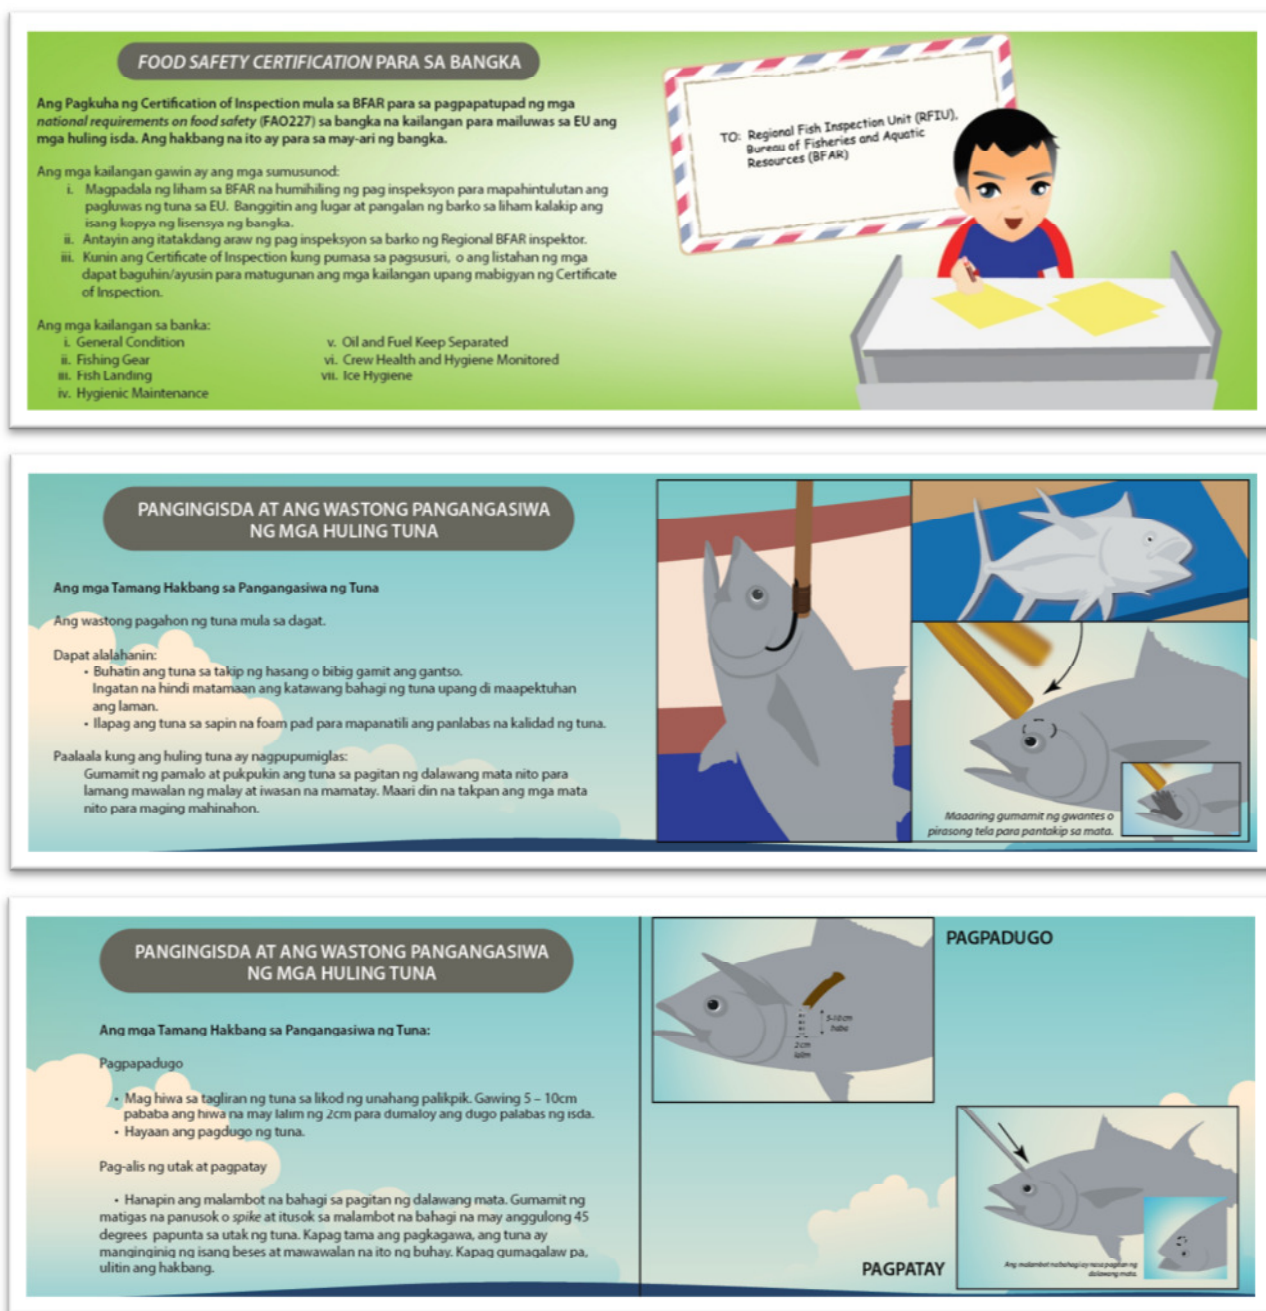 FOOD SAFETY CERTIFICATION PARA SA BANGKA
Ang Pagkuha ng Certification of Inspection mula sa BFAR para sa pagpapatupad ng mga
national requirements on food safety (FAO227) sa bangka na kailangan para mailuwas sa EU ang
mga huling isda. Ang hakbang na ito ay para sa may-ari ng bangka.
Ang mga kailangan gawin ay ang mga sumusunod:
i. Magpadala ng liham sa BFAR na humihiling ng pag inspeksyon para mapahintulutan ang
pagluwas ng tuna sa EU. Banggitin ang lugar at pangalan ng barko sa liham kalakip ang
isang kopya ng lisensya ng bangka.
ii. Antayin ang itatakdang araw ng pag inspeksyon sa barko ng Regional BFAR inspektor.
iii. Kunin ang Certificate of Inspection kung pumasa sa pagsusuri, o ang listahan ng mga
dapat baguhin/ayusin para matugunan ang mga kailangan upang mabigyan ng Certificate
of Inspection.
Ang mga kailangan sa banka:
i. General Condition
ii. Fishing Gear
iii. Fish Landing
iv. Hygienic Maintenance
v. Oil and Fuel Keep Separated
vi. Crew Health and Hygiene Monitored
vii. Ice Hygiene
TO: Regional Fish Inspection Unit (RFIU),
Bureau of Fisheries and Aquatic
Resources (BFAR)
PANGINGISDA AT ANG WASTONG PANGANGASIWA
NG MGA HULING TUNA
Ang mga Tamang Hakbang sa Pangangasiwa ng Tuna
Ang wastong pagahon ng tuna mula sa dagat.
Dapat alalahanin:
• Buhatin ang tuna sa takip ng hasang o bibig gamit ang gantso.
Ingatan na hindi matamaan ang katawang bahagi ng tuna upang di maapektuhan
ang laman.
• Ilapag ang tuna sa sapin na foam pad para mapanatili ang panlabas na kalidad ng tuna.
Paalaala kung ang huling tuna ay nagpupumiglas:
Gumamit ng pamalo at pukpukin ang tuna sa pagitan ng dalawang mata nito para
lamang mawalan ng malay at iwasan na mamatay. Maari din na takpan ang mga mata
nito para maging mahinahon.
Maaaring gumamit ng gwantes o
pirasong tela para pantakip sa mata.
PANGINGISDA AT ANG WASTONG PANGANGASIWA
NG MGA HULING TUNA
Ang mga Tamang Hakbang sa Pangangasiwa ng Tuna:
Pagpapadugo
• Mag hiwa sa tagliran ng tuna sa likod ng unahang palikpik. Gawing 5 – 10cm
pababa ang hiwa na may lalim ng 2cm para dumaloy ang dugo palabas ng isda.
• Hayaan ang pagdugo ng tuna.
Pag-alis ng utak at pagpatay
• Hanapin ang malambot na bahagi sa pagitan ng dalawang mata. Gumamit ng
matigas na panusok o spike at itusok sa malambot na bahagi na may anggulong 45
degrees papunta sa utak ng tuna. Kapag tama ang pagkagawa, ang tuna ay
manginginig ng isang beses at mawawalan na ito ng buhay. Kapag gumagalaw pa,
ulitin ang hakbang.
5-10 cm
haba
2 cm
lalim
PAGPADUGO
PAGPATAY
Ang malambot na bahagi ay nasa pagitan ng
dalawang mata.